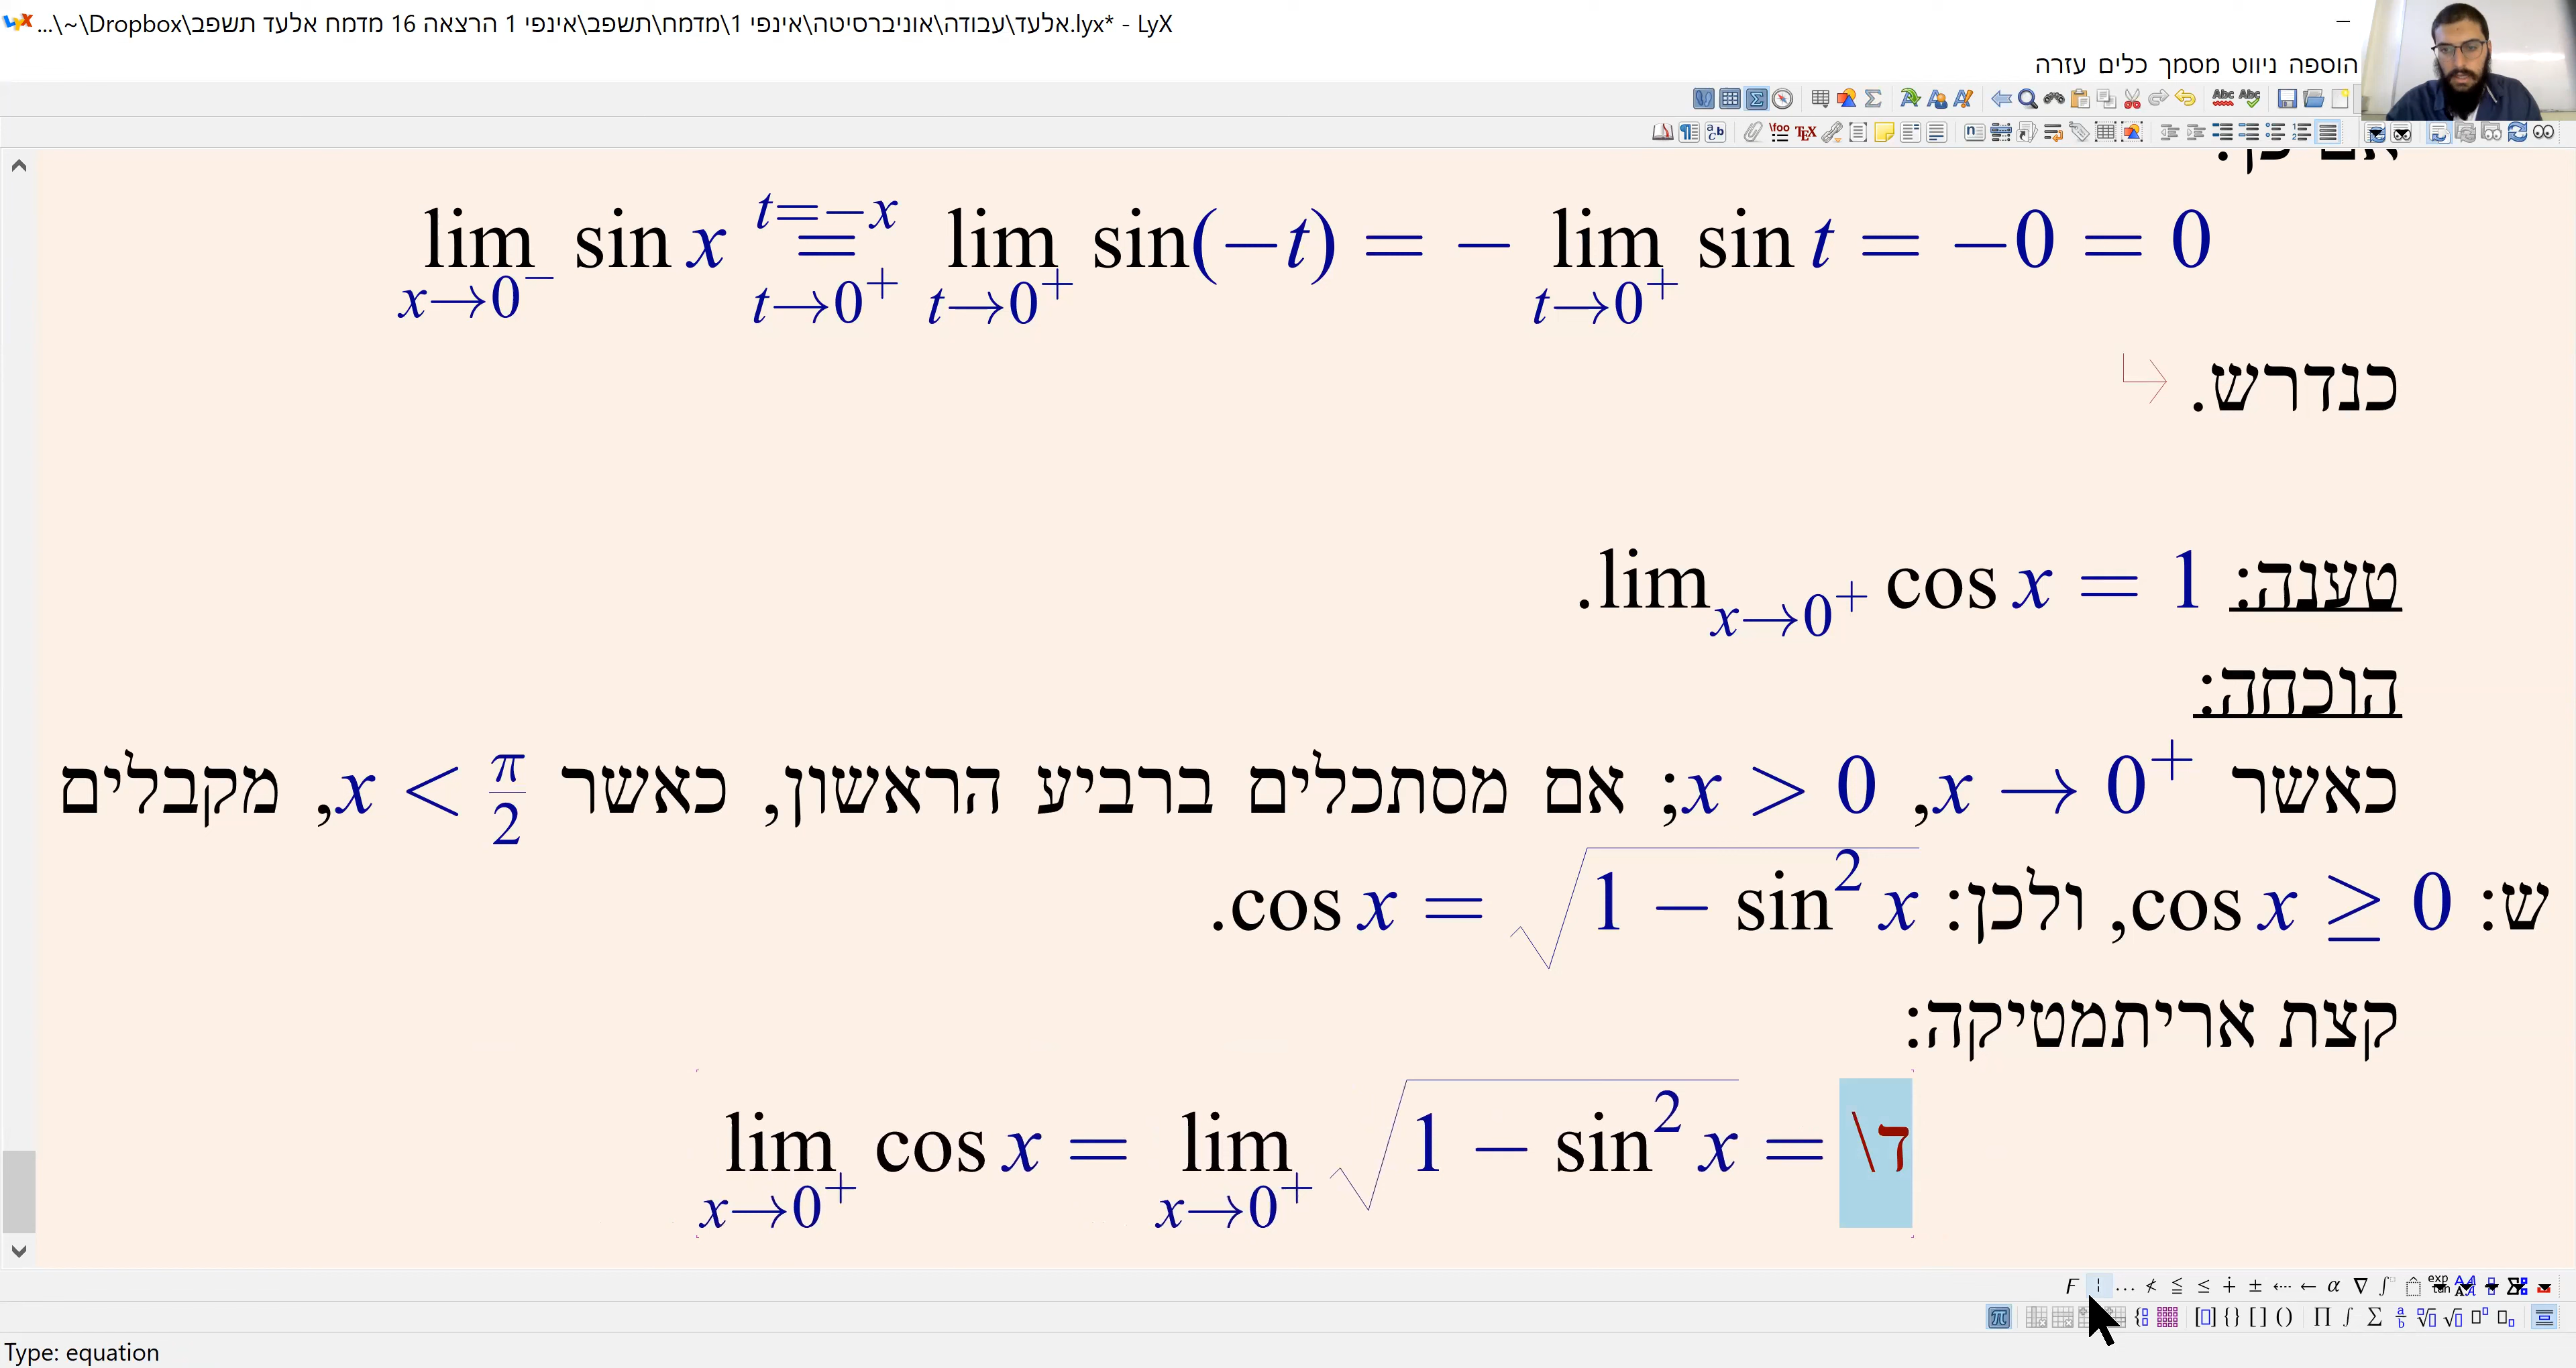 ...\~\Dropbox\אלעד\עבודה\אוניברסיטה\אינפי 1\מדמח\תשפב\אינפי 1 הרצאה 16 מדמח אלעד תשפב.lyx* - LyX
הוספה ניווט מסמך כלים עזרה
lim_{x→0^-} sin x =^{t=-x}_{t→0^+} lim_{t→0^+} sin(-t) = - lim_{t→0^+} sin t = -0 = 0
כנדרש.
טענה: lim_{x→0^+} cos x = 1.
הוכחה:
כאשר x → 0^+, x > 0; אם מסתכלים ברביע הראשון, כאשר x < π/2, מקבלים
ש: cos x ≥ 0, ולכן: cos x = √(1 - sin^2 x).
קצת אריתמטיקה:
lim_{x→0^+} cos x = lim_{x→0^+} √(1 - sin^2 x) = \ד
Type: equation